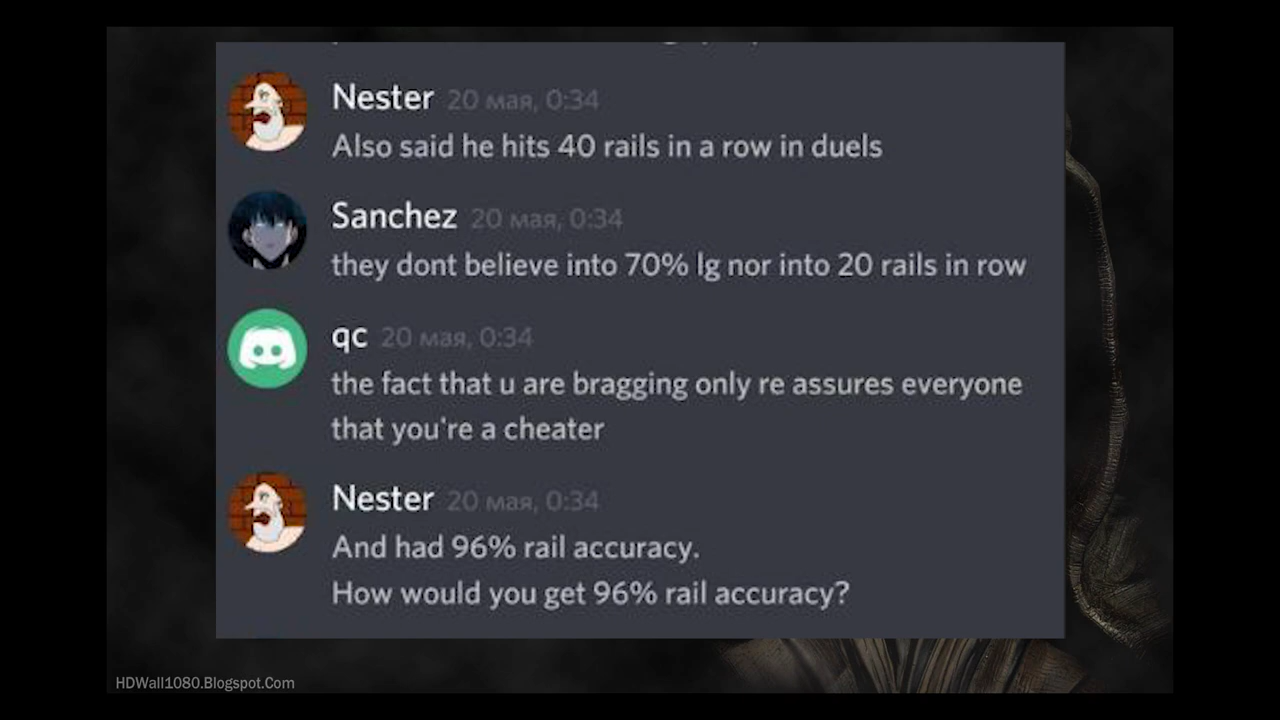 Nester 20 мая, 0:34
Also said he hits 40 rails in a row in duels
Sanchez 20 мая, 0:34
they dont believe into 70% lg nor into 20 rails in row
qc 20 мая, 0:34
the fact that u are bragging only re assures everyone
that you're a cheater
Nester 20 мая, 0:34
And had 96% rail accuracy.
How would you get 96% rail accuracy?
HDWall1080.Blogspot.Com